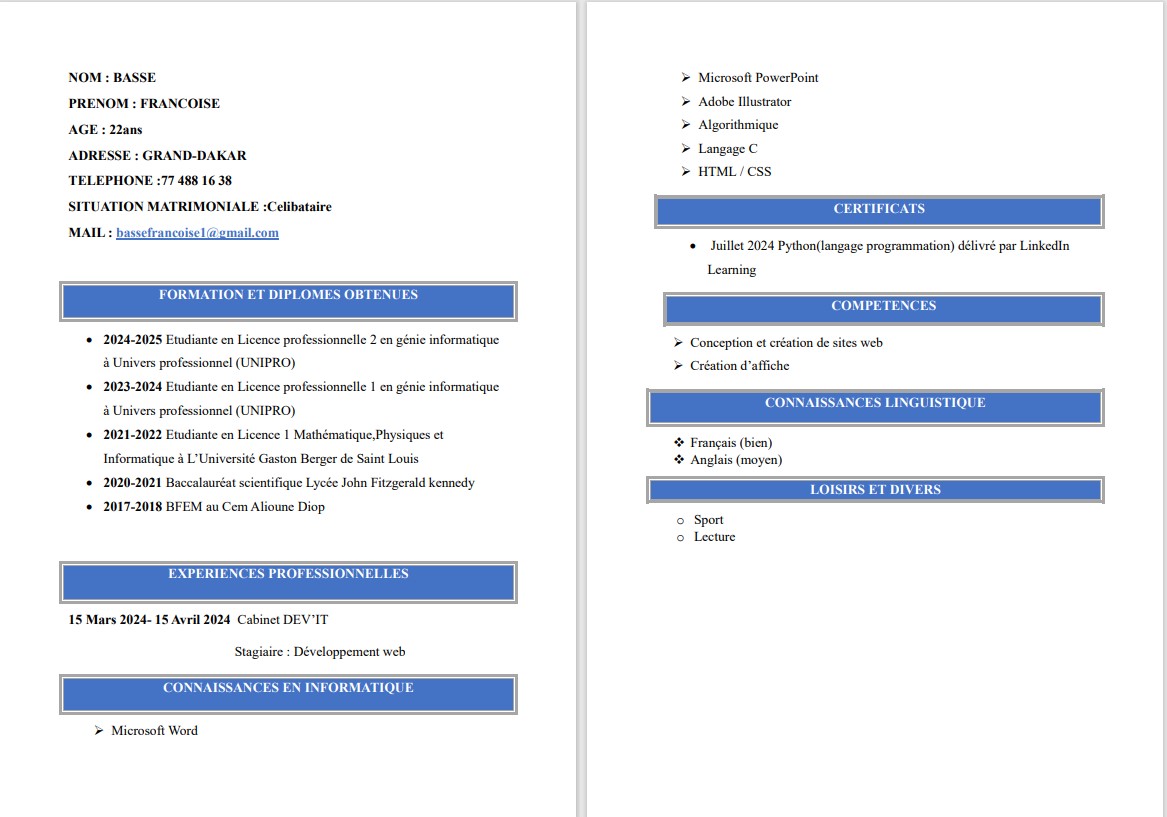 NOM : BASSE
PRENOM : FRANCOISE
AGE : 22ans
ADRESSE : GRAND-DAKAR
TELEPHONE :77 488 16 38
SITUATION MATRIMONIALE :Celibataire
MAIL : bassefrancoise1@gmail.com
FORMATION ET DIPLOMES OBTENUES
• 2024-2025 Etudiante en Licence professionnelle 2 en génie informatique
à Univers professionnel (UNIPRO)
• 2023-2024 Etudiante en Licence professionnelle 1 en génie informatique
à Univers professionnel (UNIPRO)
• 2021-2022 Etudiante en Licence 1 Mathématique,Physiques et
Informatique à L’Université Gaston Berger de Saint Louis
• 2020-2021 Baccalauréat scientifique Lycée John Fitzgerald kennedy
• 2017-2018 BFEM au Cem Alioune Diop
EXPERIENCES PROFESSIONNELLES
15 Mars 2024- 15 Avril 2024 Cabinet DEV’IT
Stagiaire : Développement web
CONNAISSANCES EN INFORMATIQUE
➢ Microsoft Word
➢ Microsoft PowerPoint
➢ Adobe Illustrator
➢ Algorithmique
➢ Langage C
➢ HTML / CSS
CERTIFICATS
• Juillet 2024 Python(langage programmation) délivré par LinkedIn
Learning
COMPETENCES
➢ Conception et création de sites web
➢ Création d’affiche
CONNAISSANCES LINGUISTIQUE
❖ Français (bien)
❖ Anglais (moyen)
LOISIRS ET DIVERS
o Sport
o Lecture